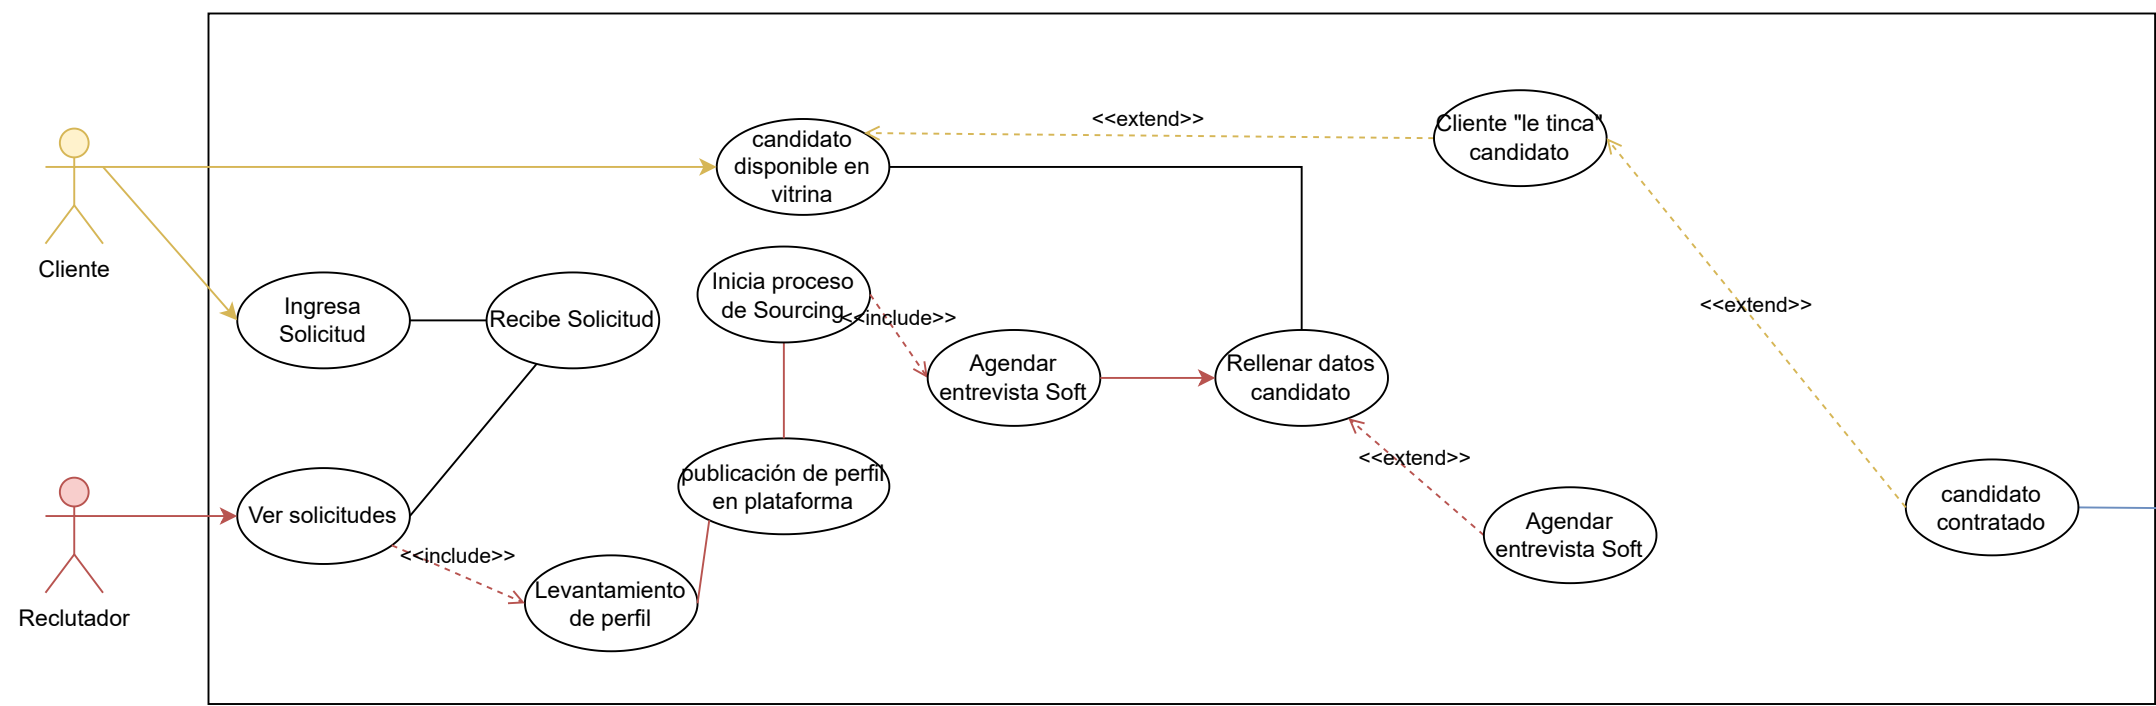 <<extend>>
Cliente "le tinca"
candidato
candidato
disponible en
vitrina
Cliente
Inicia proceso
de Sourcing
<<include>>
<<extend>>
Ingresa
Solicitud
Recibe Solicitud
Agendar
entrevista Soft
Rellenar datos
candidato
<<extend>>
publicación de perfil
en plataforma
candidato
contratado
Ver solicitudes
Agendar
entrevista Soft
<<include>>
Levantamiento
de perfil
Reclutador